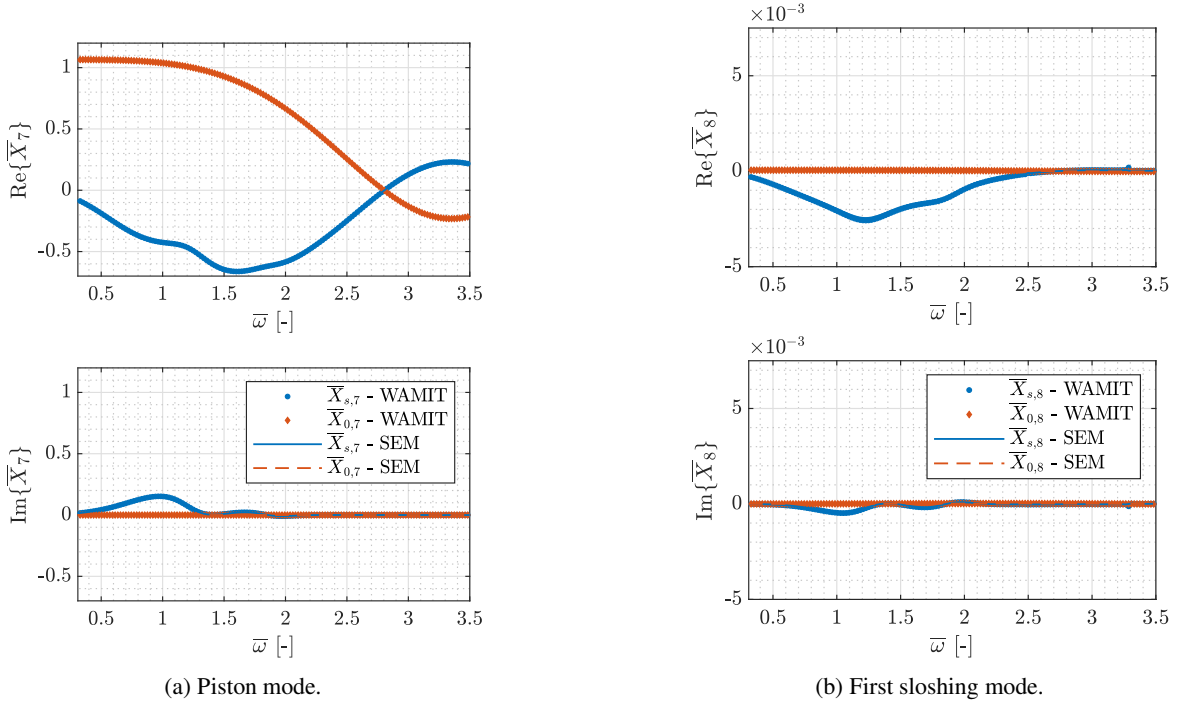 1
0.5
0
-0.5
Re{X̅₇}
0.5 1 1.5 2 2.5 3 3.5
ω̅ [-]
1
0.5
0
-0.5
Im{X̅₇}
X̅ₛ,₇ - WAMIT
X̅₀,₇ - WAMIT
X̅ₛ,₇ - SEM
X̅₀,₇ - SEM
0.5 1 1.5 2 2.5 3 3.5
ω̅ [-]
(a) Piston mode.
×10⁻³
5
0
-5
Re{X̅₈}
0.5 1 1.5 2 2.5 3 3.5
ω̅ [-]
×10⁻³
5
0
-5
Im{X̅₈}
X̅ₛ,₈ - WAMIT
X̅₀,₈ - WAMIT
X̅ₛ,₈ - SEM
X̅₀,₈ - SEM
0.5 1 1.5 2 2.5 3 3.5
ω̅ [-]
(b) First sloshing mode.